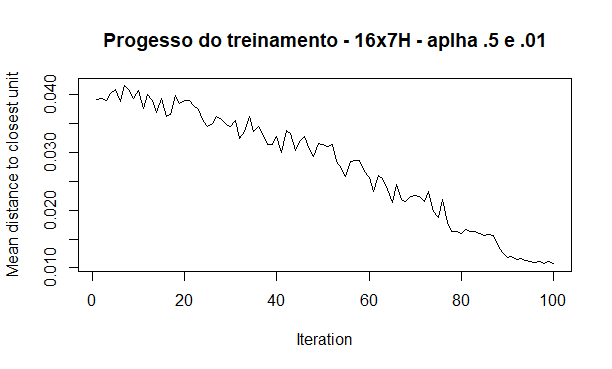 Progesso do treinamento - 16x7H - aplha .5 e .01
Mean distance to closest unit
0.040
0.030
0.020
0.010
0 20 40 60 80 100
Iteration